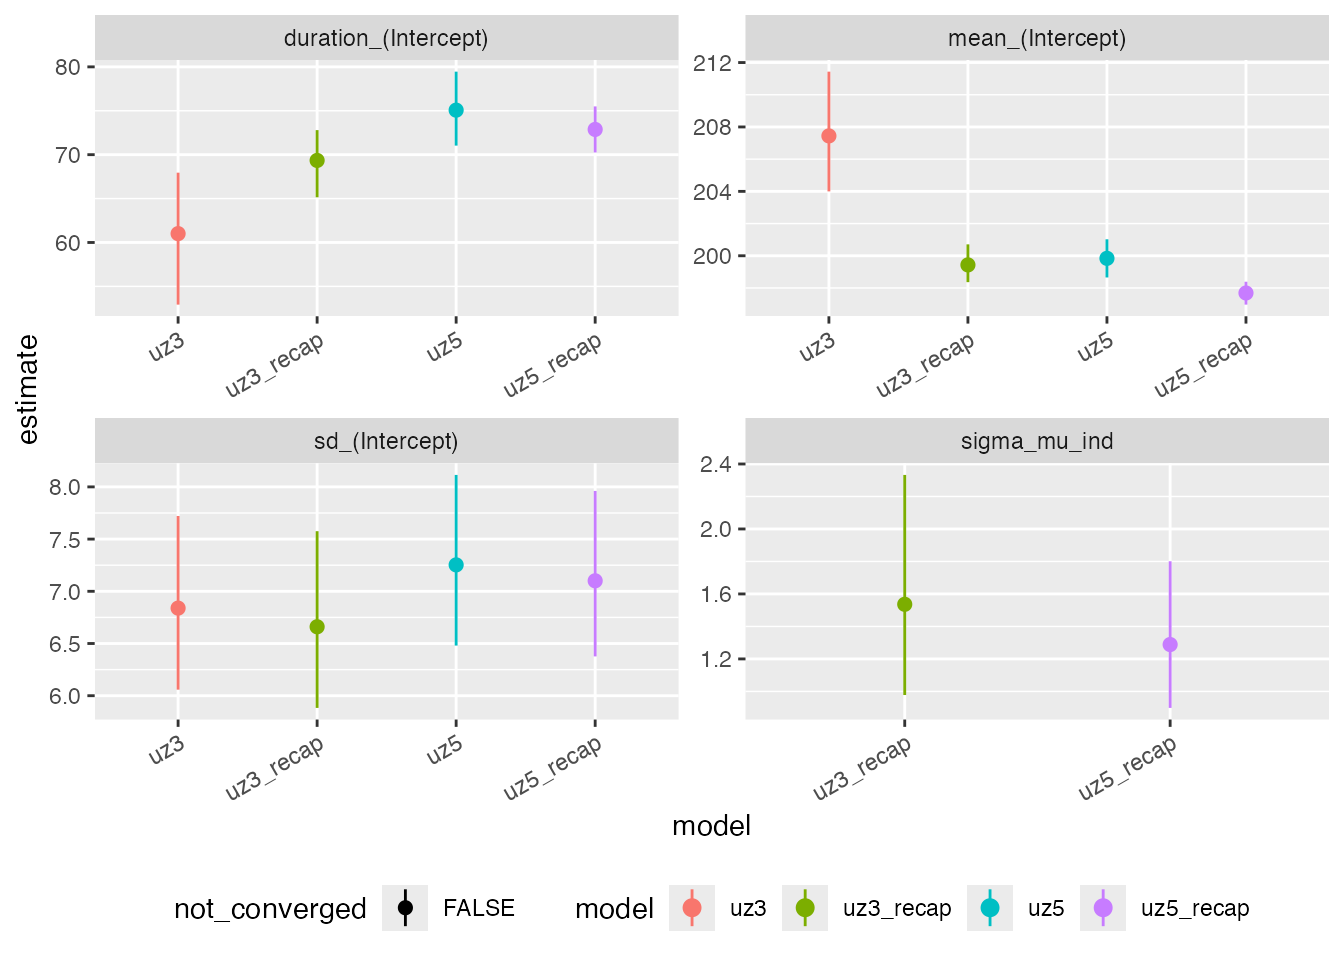 duration_(Intercept)
mean_(Intercept)
80
70
60
212
208
204
200
uz3
uz3_recap
uz5
uz5_recap
uz3
uz3_recap
uz5
uz5_recap
estimate
sd_(Intercept)
sigma_mu_ind
8.0
7.5
7.0
6.5
6.0
2.4
2.0
1.6
1.2
uz3
uz3_recap
uz5
uz5_recap
uz3_recap
uz5_recap
model
not_converged FALSE model uz3 uz3_recap uz5 uz5_recap